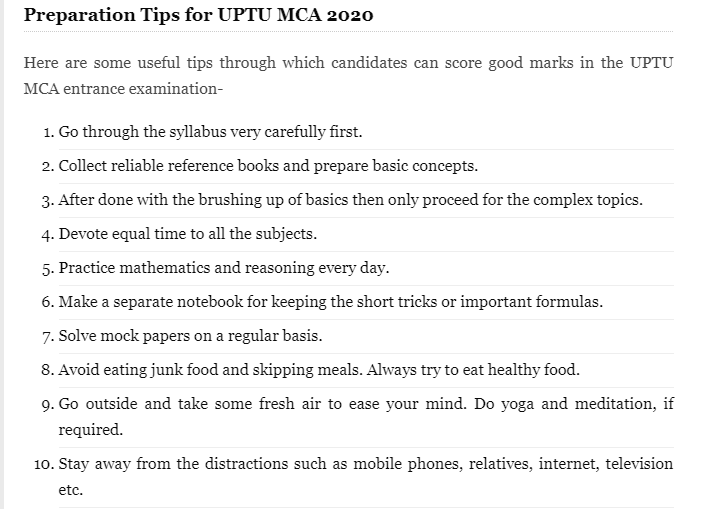 Preparation Tips for UPTU MCA 2020
Here are some useful tips through which candidates can score good marks in the UPTU
MCA entrance examination-
1. Go through the syllabus very carefully first.
2. Collect reliable reference books and prepare basic concepts.
3. After done with the brushing up of basics then only proceed for the complex topics.
4. Devote equal time to all the subjects.
5. Practice mathematics and reasoning every day.
6. Make a separate notebook for keeping the short tricks or important formulas.
7. Solve mock papers on a regular basis.
8. Avoid eating junk food and skipping meals. Always try to eat healthy food.
9. Go outside and take some fresh air to ease your mind. Do yoga and meditation, if
required.
10. Stay away from the distractions such as mobile phones, relatives, internet, television
etc.